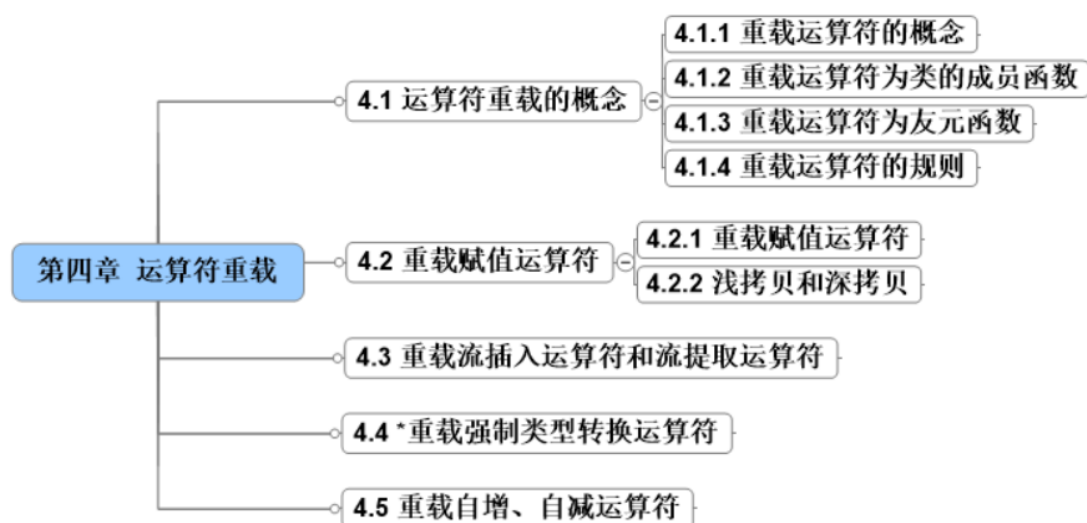 第四章 运算符重载
4.1 运算符重载的概念
4.1.1 重载运算符的概念
4.1.2 重载运算符为类的成员函数
4.1.3 重载运算符为友元函数
4.1.4 重载运算符的规则
4.2 重载赋值运算符
4.2.1 重载赋值运算符
4.2.2 浅拷贝和深拷贝
4.3 重载流插入运算符和流提取运算符
4.4 *重载强制类型转换运算符
4.5 重载自增、自减运算符